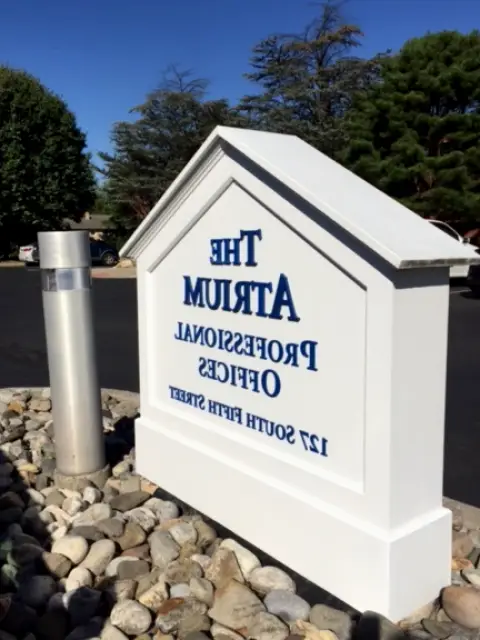 THE
ATRIUM
PROFESSIONAL
OFFICES
127 SOUTH FIFTH STREET